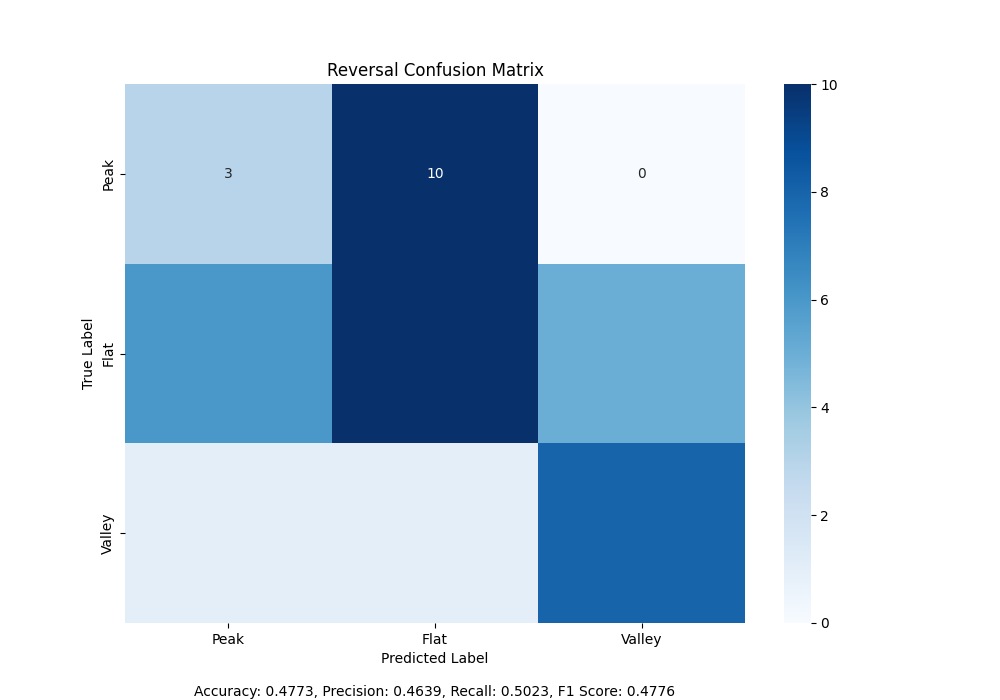 Reversal Confusion Matrix
10
8
6
4
2
0
True Label
Peak
Flat
Valley
3 10 0
Peak Flat Valley
Predicted Label
Accuracy: 0.4773, Precision: 0.4639, Recall: 0.5023, F1 Score: 0.4776